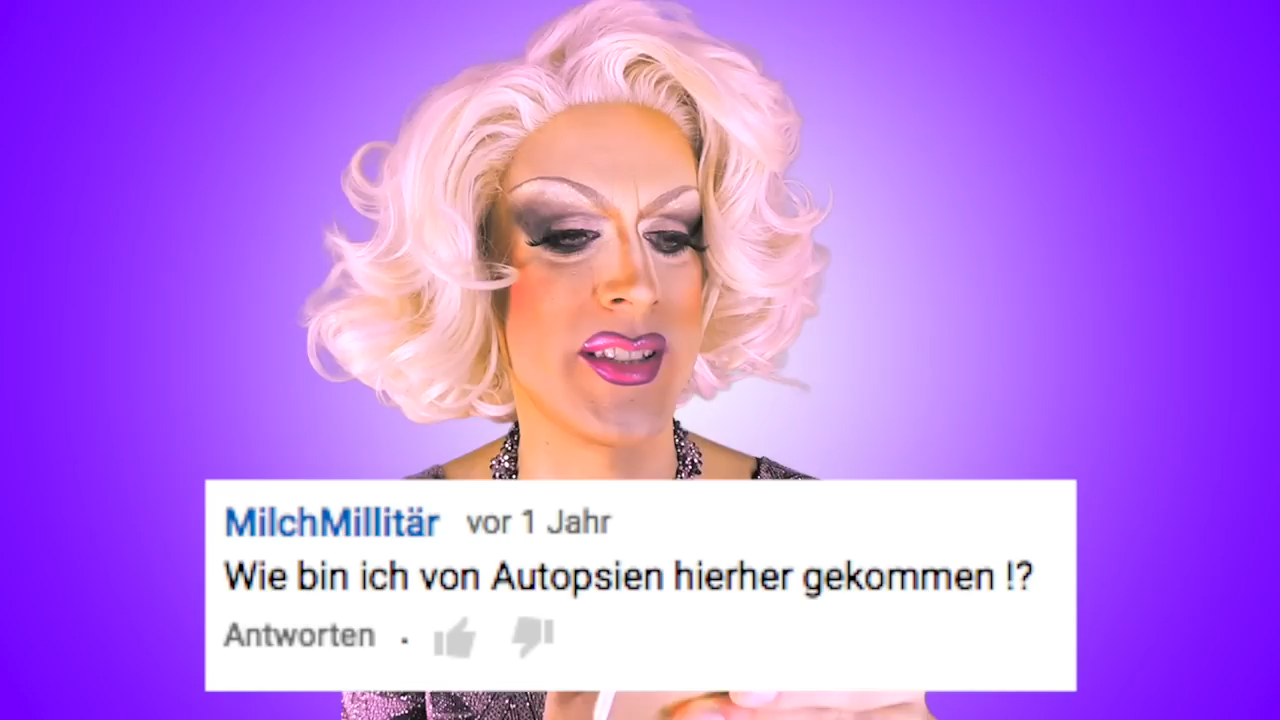 MilchMillitär vor 1 Jahr
Wie bin ich von Autopsien hierher gekommen !?
Antworten .